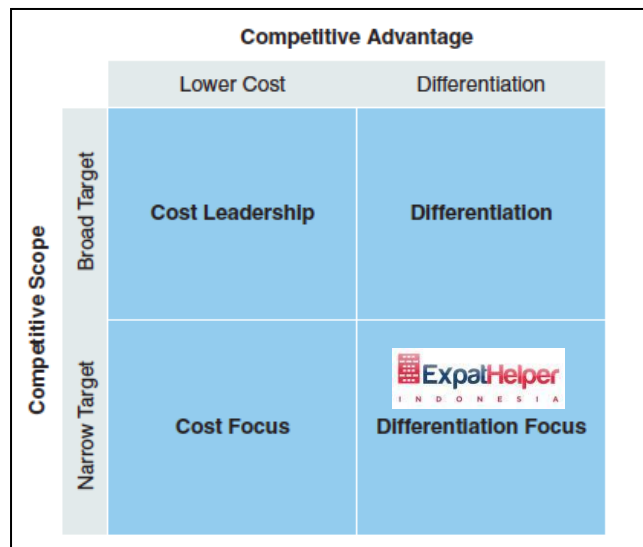 Competitive Advantage
Lower Cost
Differentiation
Competitive Scope
Broad Target
Cost Leadership
Differentiation
Narrow Target
ExpatHelper
INDONESIA
Cost Focus
Differentiation Focus